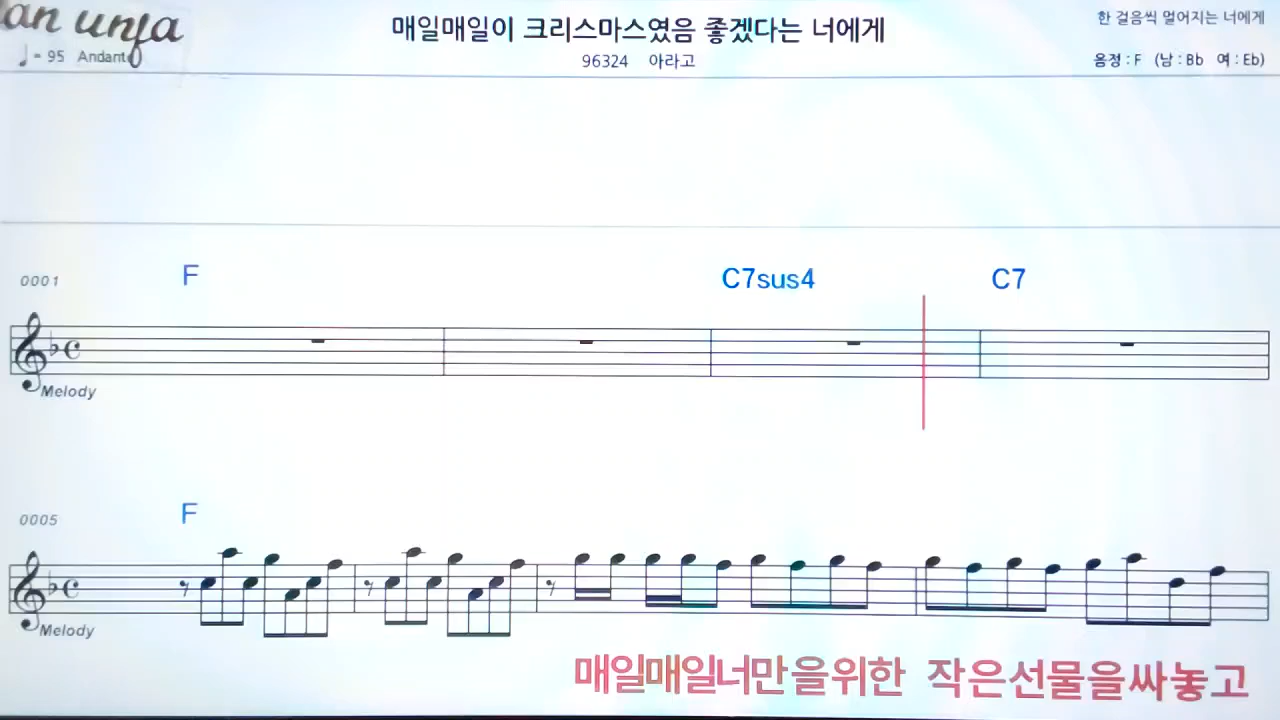 매일매일이 크리스마스였음 좋겠다는 너에게
한 걸음씩 멀어지는 너에게
♩= 95 Andante
96324 아라고
음정 : F (남 : Bb 여 : Eb)
0001 F C7sus4 C7
Melody
0005 F
Melody
매일매일너만을위한 작은선물을싸놓고